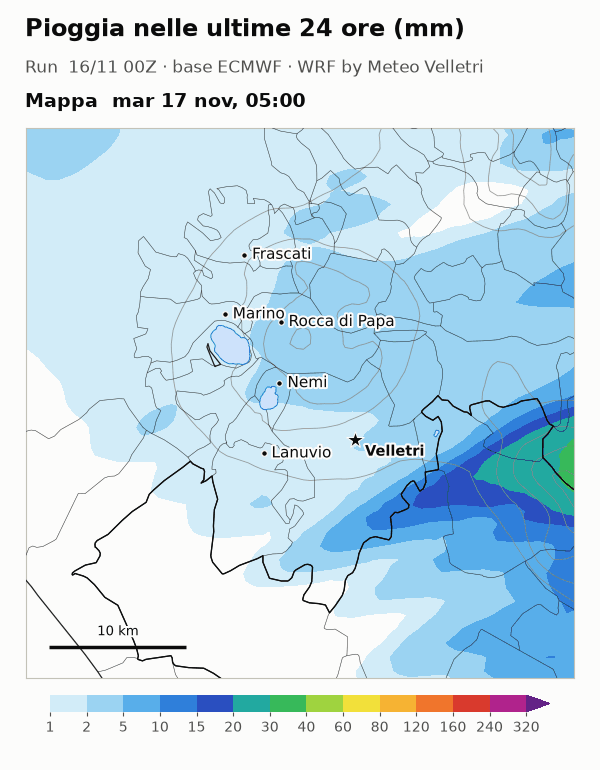 Pioggia nelle ultime 24 ore (mm)
Run  16/11 00Z · base ECMWF · WRF by Meteo Velletri
Mappa  mar 17 nov, 05:00
Frascati
Marino
Rocca di Papa
Nemi
Velletri
Lanuvio
10 km
1 2 5 10 15 20 30 40 60 80 120 160 240 320